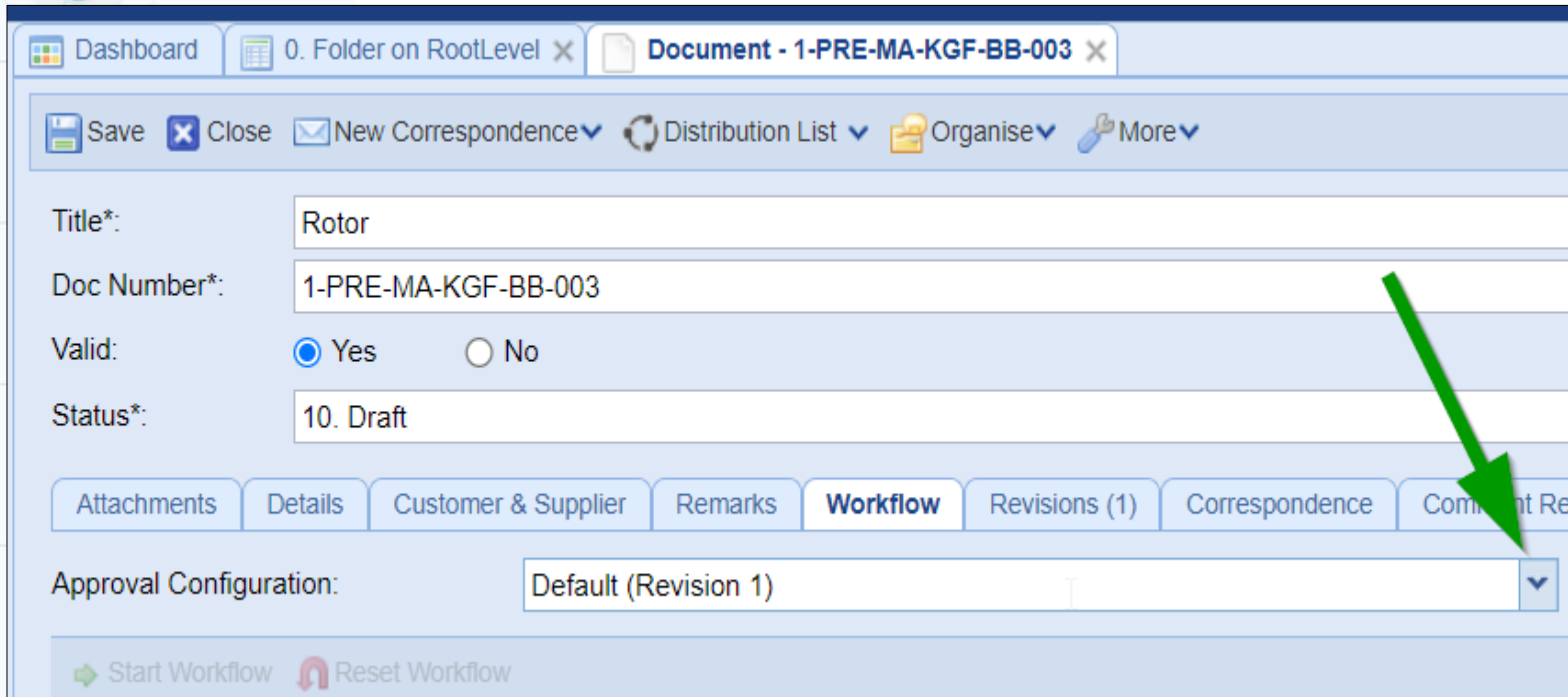 Dashboard 0. Folder on RootLevel Document - 1-PRE-MA-KGF-BB-003
Save Close New Correspondence Distribution List Organise More
Title*: Rotor
Doc Number*: 1-PRE-MA-KGF-BB-003
Valid: Yes No
Status*: 10. Draft
Attachments Details Customer & Supplier Remarks Workflow Revisions (1) Correspondence
Approval Configuration: Default (Revision 1)
Start Workflow Reset Workflow